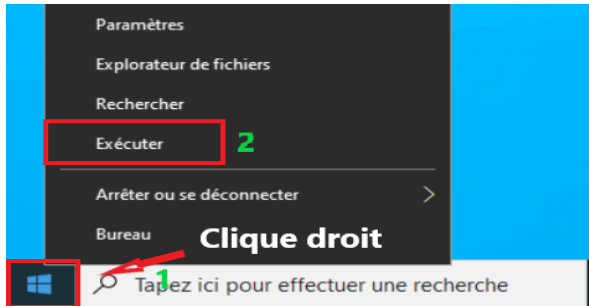 Paramètres
Explorateur de fichiers
Rechercher
Exécuter 2
Arrêter ou se déconnecter
Bureau Clique droit
1
Tapez ici pour effectuer une recherche